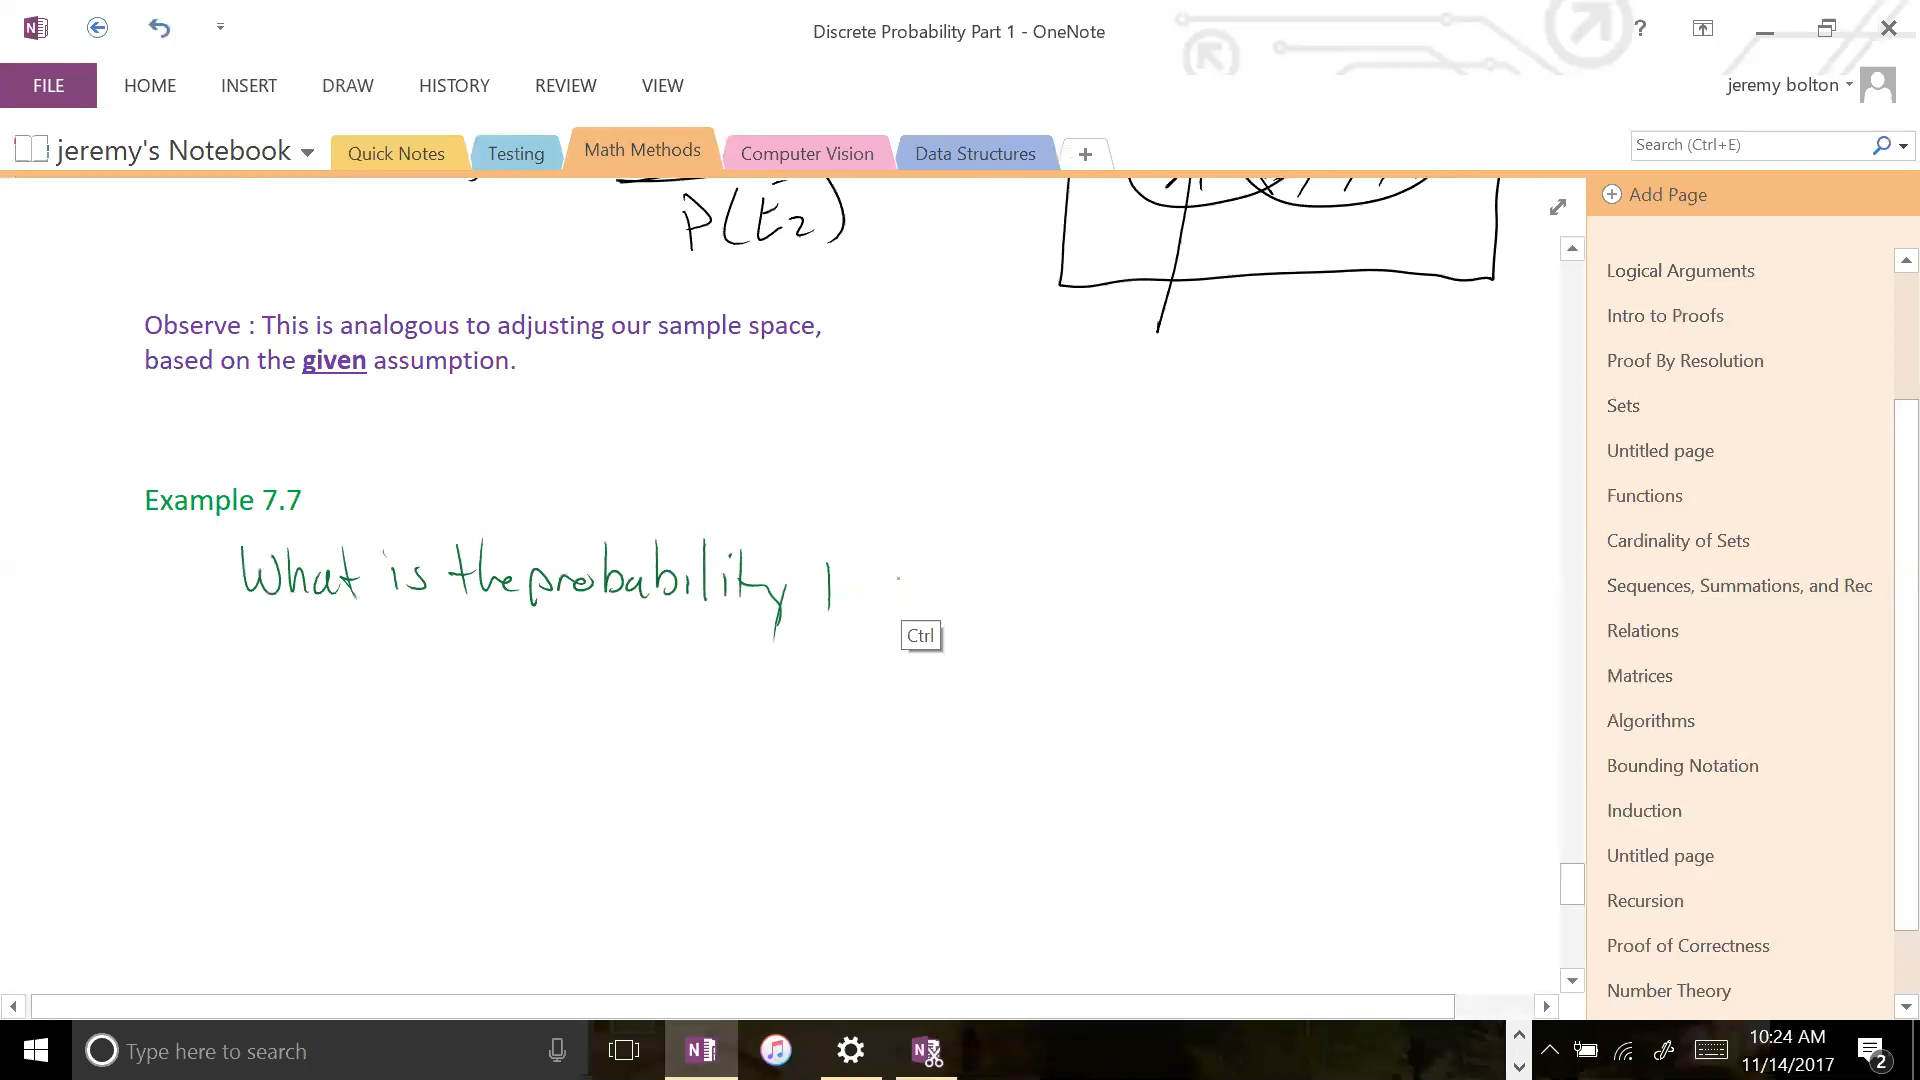 Discrete Probability Part 1 - OneNote
?
FILE HOME INSERT DRAW HISTORY REVIEW VIEW
jeremy bolton
jeremy's Notebook Quick Notes Testing Math Methods Computer Vision Data Structures +
Search (Ctrl+E)
Add Page
P(E2)
Observe : This is analogous to adjusting our sample space,
based on the given assumption.
Example 7.7
What is the probability I
Ctrl
Logical Arguments
Intro to Proofs
Proof By Resolution
Sets
Untitled page
Functions
Cardinality of Sets
Sequences, Summations, and Rec
Relations
Matrices
Algorithms
Bounding Notation
Induction
Untitled page
Recursion
Proof of Correctness
Number Theory
Type here to search
10:24 AM
11/14/2017
2